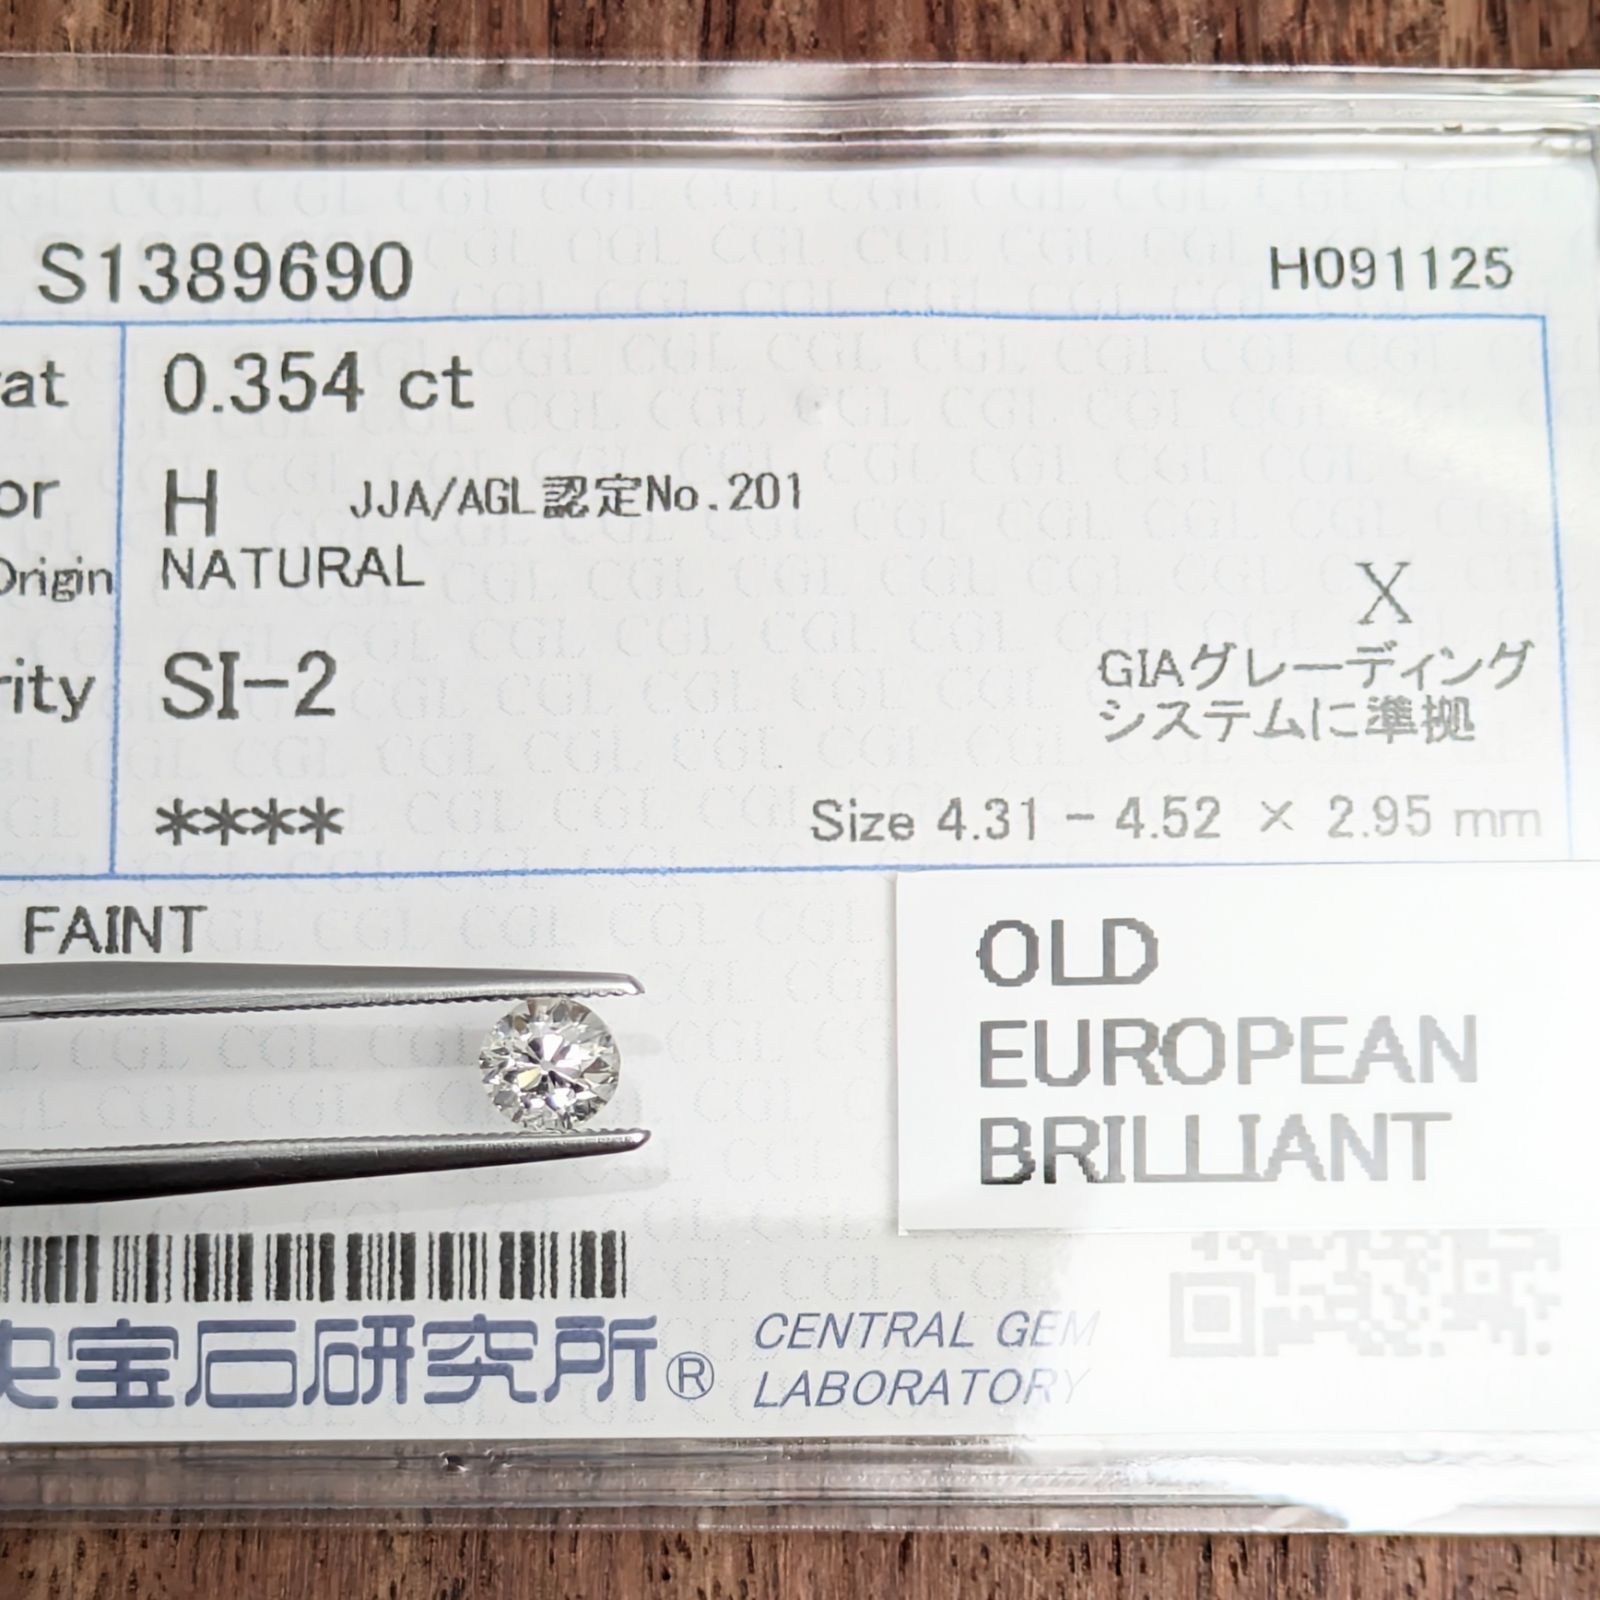 S1389690
H091125
rat 0.354 ct
or H JJA/AGL認定No.201
Origin NATURAL
X
GIAグレーディング
システムに準拠
rity SI-2
****
Size 4.31 - 4.52 × 2.95 mm
FAINT
OLD
EUROPEAN
BRILLIANT
央宝石研究所®
CENTRAL GEM
LABORATORY